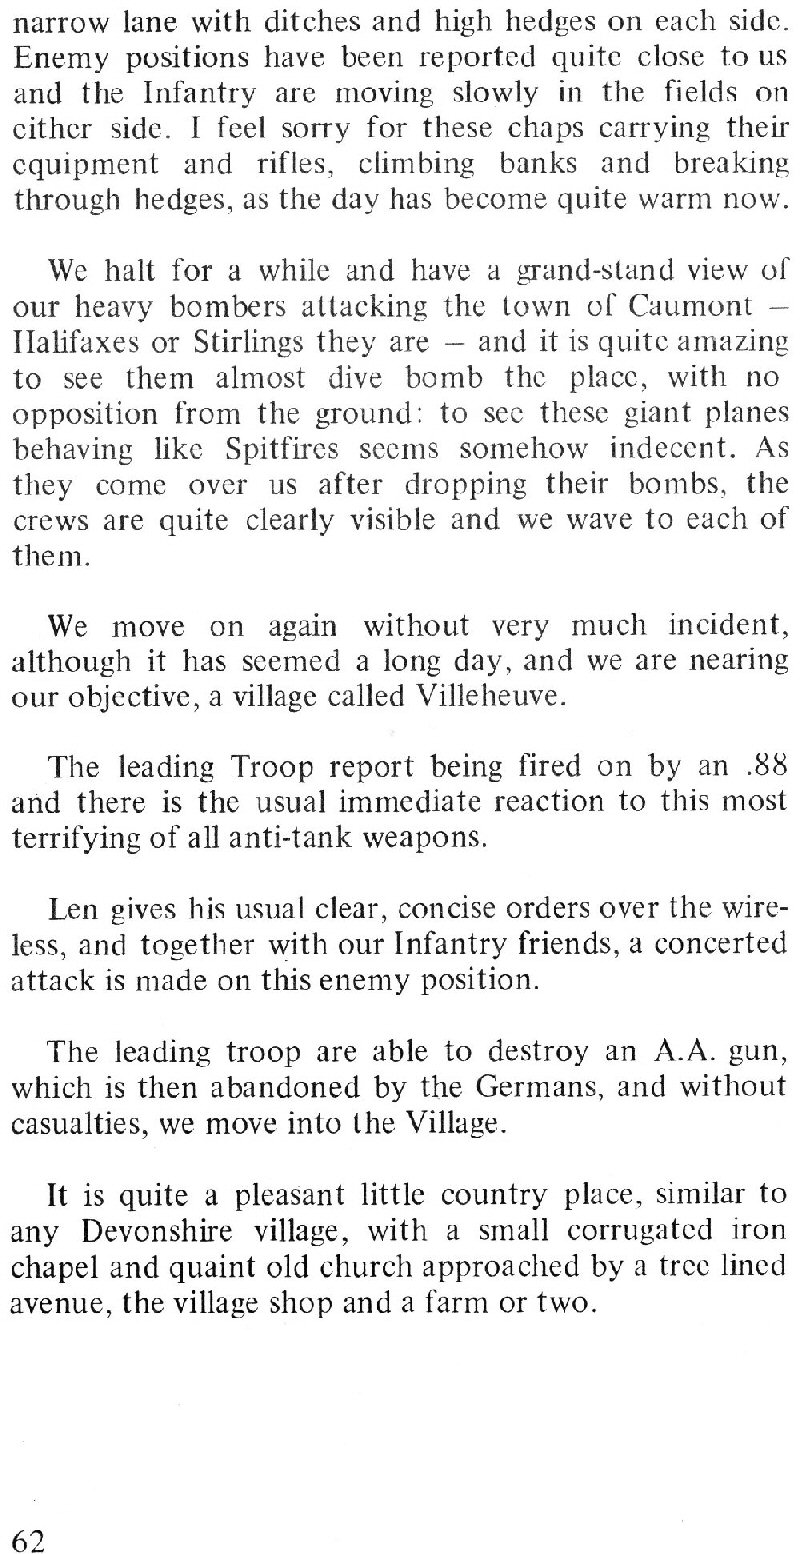 narrow lane with ditches and high hedges on each side.
Enemy positions have been reported quite close to us
and the Infantry are moving slowly in the fields on
either side. I feel sorry for these chaps carrying their
equipment and rifles, climbing banks and breaking
through hedges, as the day has become quite warm now.
We halt for a while and have a grand-stand view of
our heavy bombers attacking the town of Caumont –
Halifaxes or Stirlings they are – and it is quite amazing
to see them almost dive bomb the place, with no
opposition from the ground: to see these giant planes
behaving like Spitfires seems somehow indecent. As
they come over us after dropping their bombs, the
crews are quite clearly visible and we wave to each of
them.
We move on again without very much incident,
although it has seemed a long day, and we are nearing
our objective, a village called Villeheuve.
The leading Troop report being fired on by an .88
and there is the usual immediate reaction to this most
terrifying of all anti-tank weapons.
Len gives his usual clear, concise orders over the wire-
less, and together with our Infantry friends, a concerted
attack is made on this enemy position.
The leading troop are able to destroy an A.A. gun,
which is then abandoned by the Germans, and without
casualties, we move into the Village.
It is quite a pleasant little country place, similar to
any Devonshire village, with a small corrugated iron
chapel and quaint old church approached by a tree lined
avenue, the village shop and a farm or two.
62